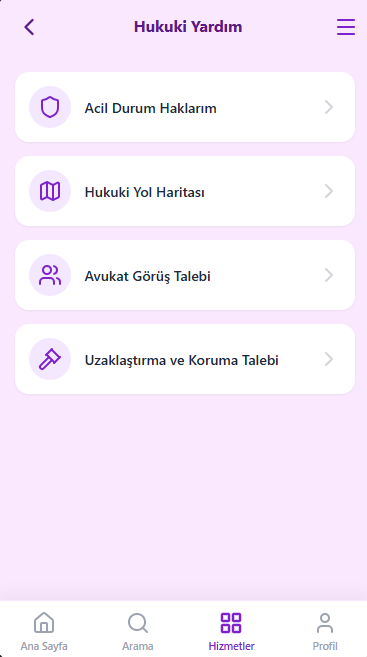 Hukuki Yardım
Acil Durum Haklarım
Hukuki Yol Haritası
Avukat Görüş Talebi
Uzaklaştırma ve Koruma Talebi
Ana Sayfa
Arama
Hizmetler
Profil